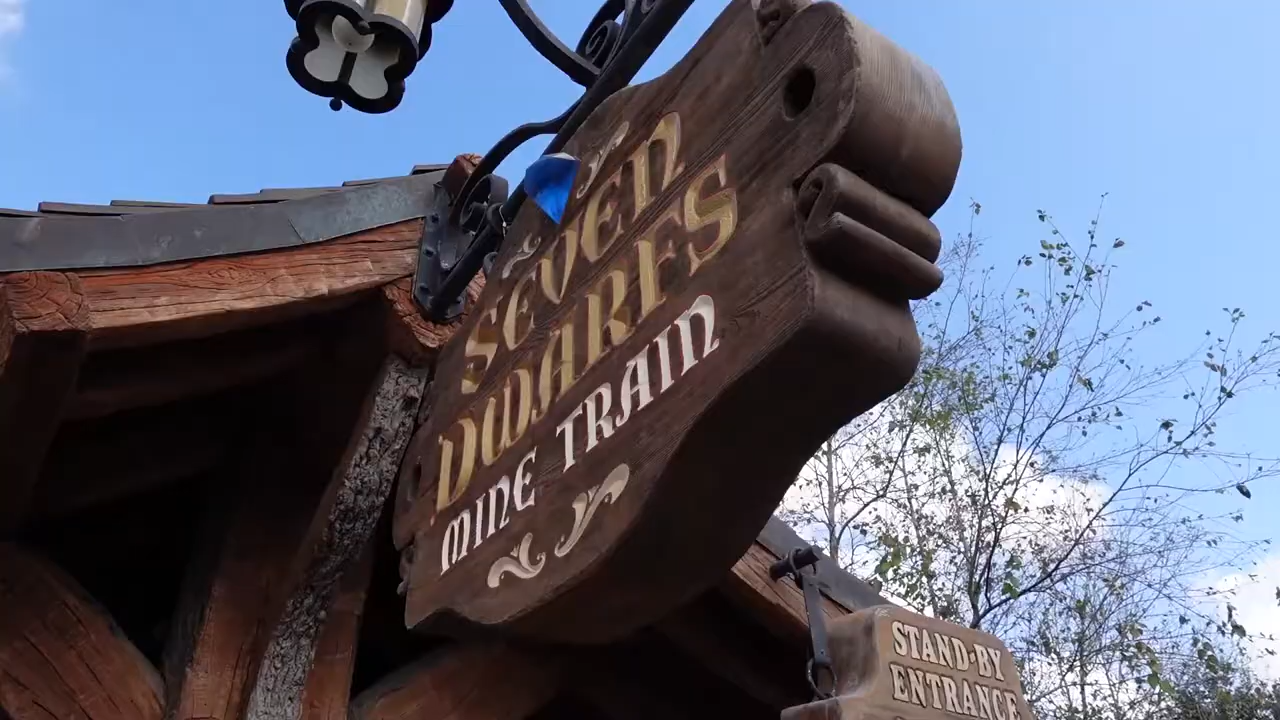 SEVEN
DWARFS
MINE TRAIN
STAND-BY
ENTRANCE